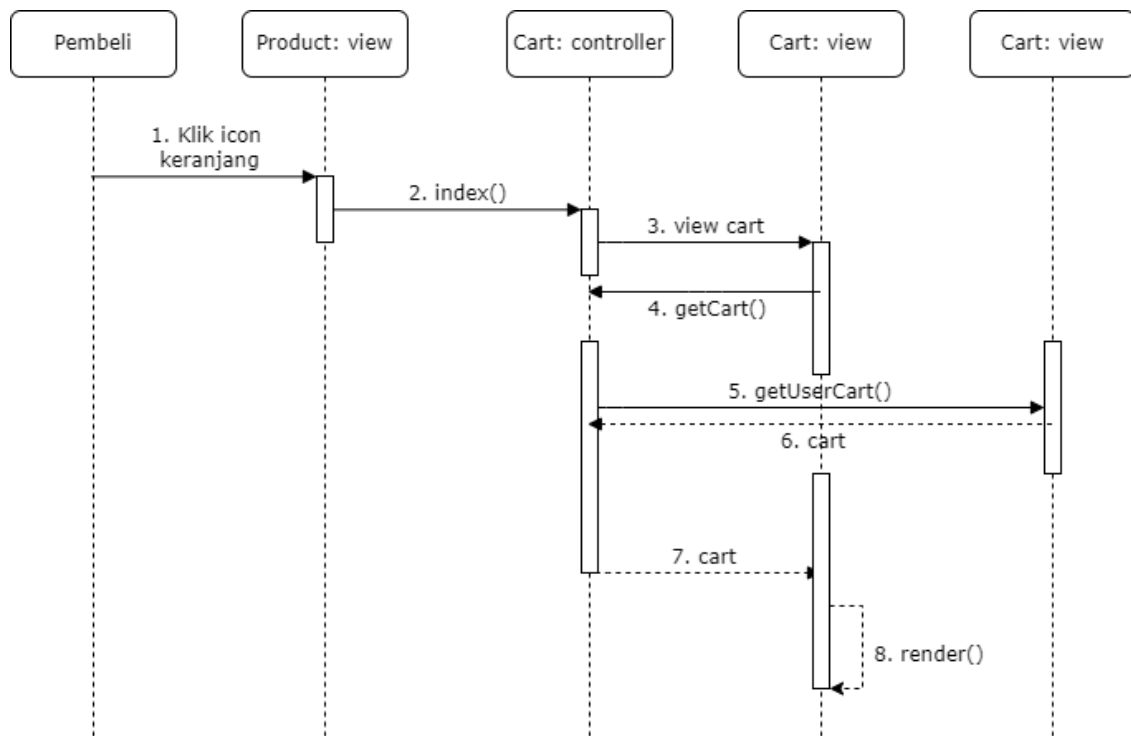 Pembeli
Product: view
Cart: controller
Cart: view
Cart: view
1. Klik icon
keranjang
2. index()
3. view cart
4. getCart()
5. getUserCart()
6. cart
7. cart
8. render()